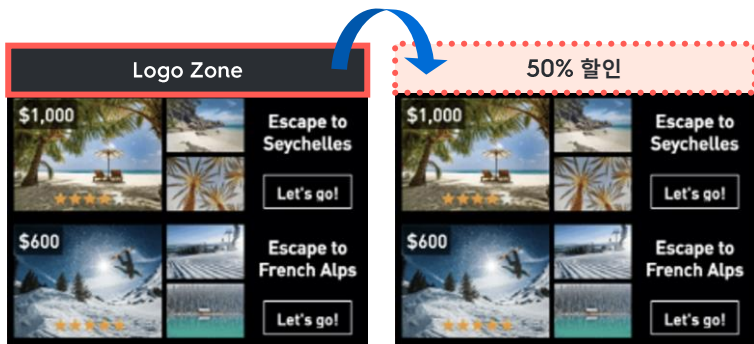 Logo Zone
$1,000
Escape to
Seychelles
Let's go!
$600
Escape to
French Alps
Let's go!
50% 할인
$1,000
Escape to
Seychelles
Let's go!
$600
Escape to
French Alps
Let's go!